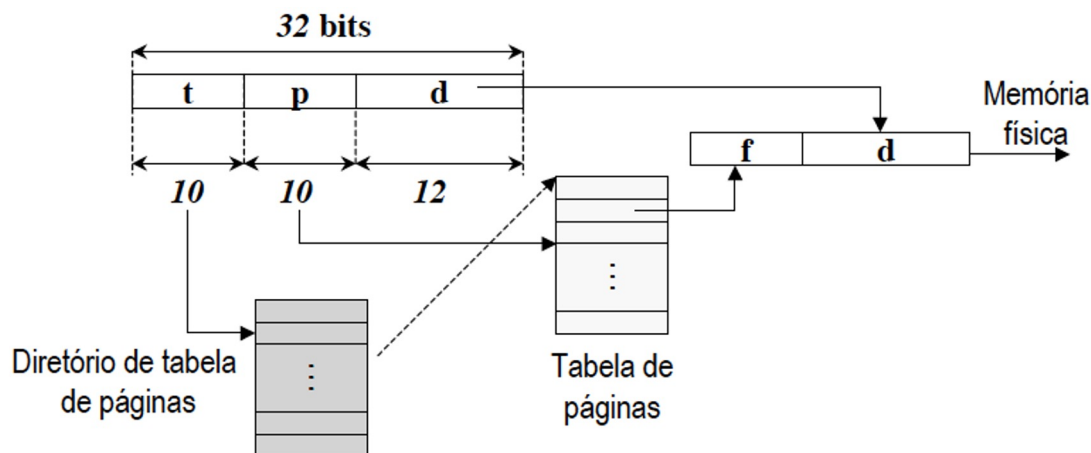 32 bits
t p d
10 10 12
f d
Memória
física
Diretório de tabela
de páginas
Tabela de
páginas